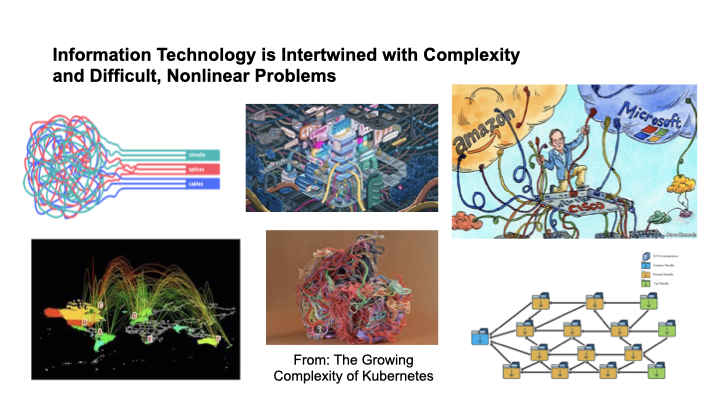 Information Technology is Intertwined with Complexity
and Difficult, Nonlinear Problems
circuits
splices
cables
amazon
Microsoft
CISCO
From: The Growing
Complexity of Kubernetes